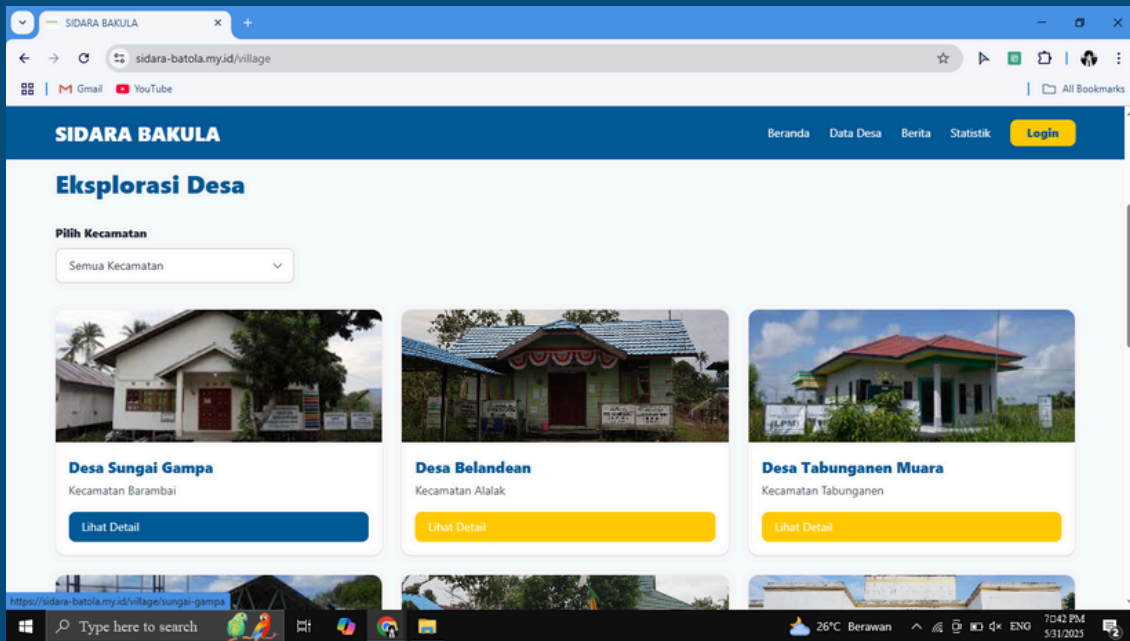 SIDARA BAKULA
sidara-batola.my.id/village
Gmail YouTube All Bookmarks
SIDARA BAKULA Beranda Data Desa Berita Statistik Login
Eksplorasi Desa
Pilih Kecamatan
Semua Kecamatan
(LPM)
Desa Sungai Gampa Desa Belandean Desa Tabunganen Muara
Kecamatan Barambai Kecamatan Alalak Kecamatan Tabunganen
Lihat Detail Lihat Detail Lihat Detail
https://sidara-batola.my.id/village/sungai-gampa
Type here to search 26°C Berawan ENG 7:42 PM
5/31/2025
2